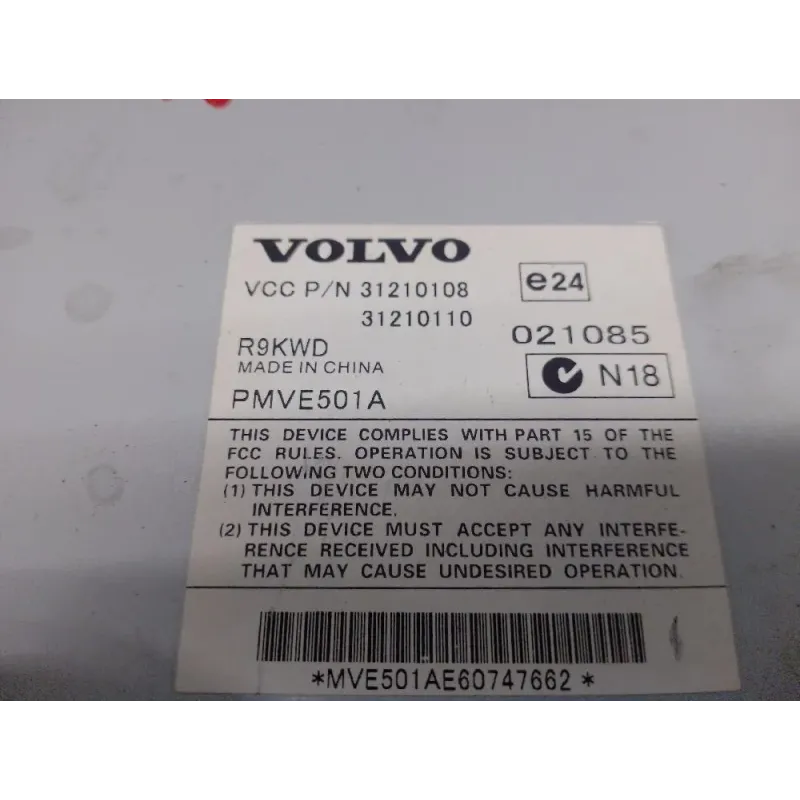 VOLVO
VCC P/N 31210108
31210110
e24
021085
R9KWD
MADE IN CHINA
N18
PMVE501A
THIS DEVICE COMPLIES WITH PART 15 OF THE
FCC RULES. OPERATION IS SUBJECT TO THE
FOLLOWING TWO CONDITIONS:
(1) THIS DEVICE MAY NOT CAUSE HARMFUL
INTERFERENCE.
(2) THIS DEVICE MUST ACCEPT ANY INTERFE-
RENCE RECEIVED INCLUDING INTERFERENCE
THAT MAY CAUSE UNDESIRED OPERATION.
*MVE501AE60747662*